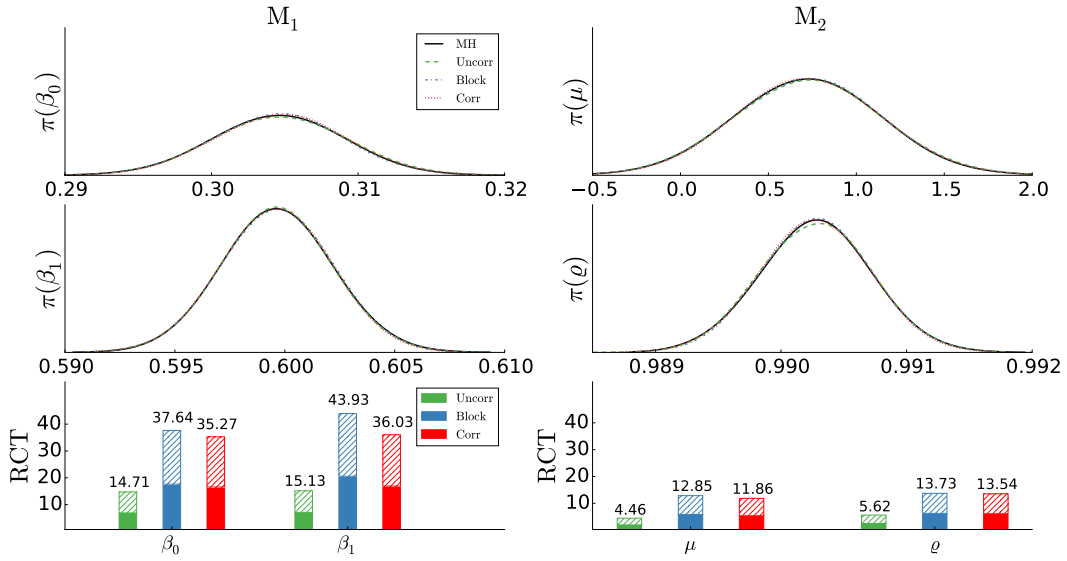 M₁
M₂
π(β₀)
MH
Uncorr
Block
Corr
0.29 0.30 0.31 0.32
π(μ)
−0.5 0.0 0.5 1.0 1.5 2.0
π(β₁)
0.590 0.595 0.600 0.605 0.610
π(ϱ)
0.989 0.990 0.991 0.992
RCT
40
30
20
10
14.71 37.64 35.27 15.13 43.93 36.03
Uncorr
Block
Corr
β₀ β₁
RCT
40
30
20
10
4.46 12.85 11.86 5.62 13.73 13.54
μ ϱ